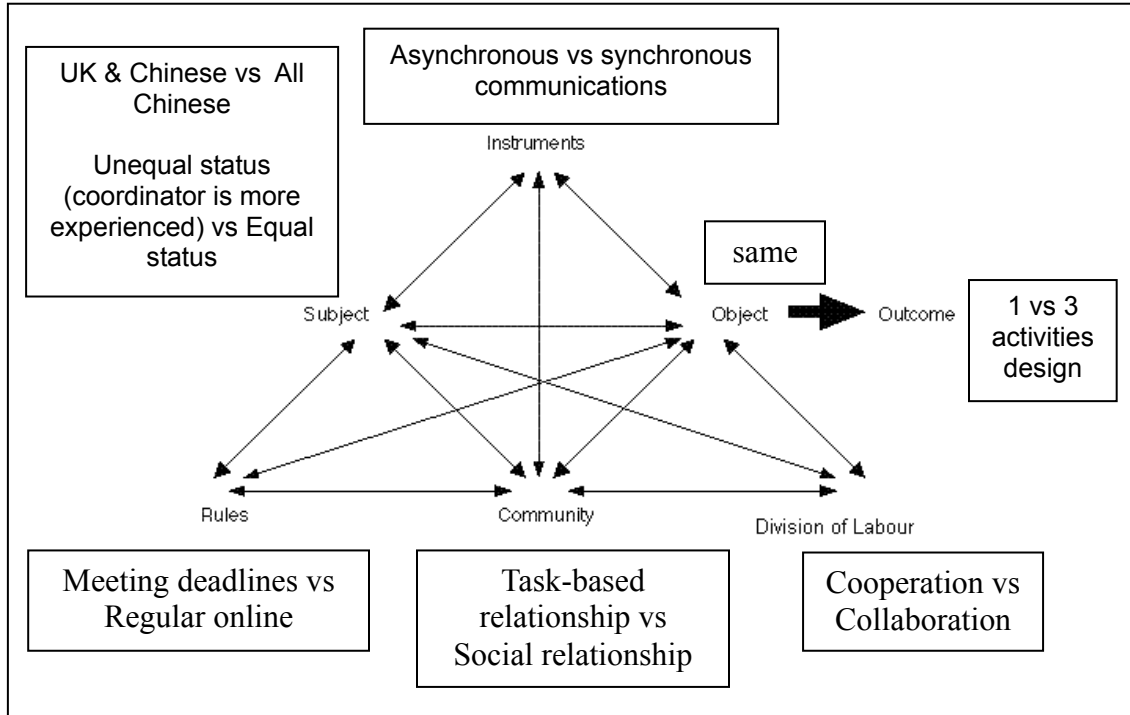 UK & Chinese vs All
Chinese
Unequal status
(coordinator is more
experienced) vs Equal
status
Asynchronous vs synchronous
communications
Instruments
same
Subject
Object
Outcome
1 vs 3
activities
design
Rules
Community
Division of Labour
Meeting deadlines vs
Regular online
Task-based
relationship vs
Social relationship
Cooperation vs
Collaboration